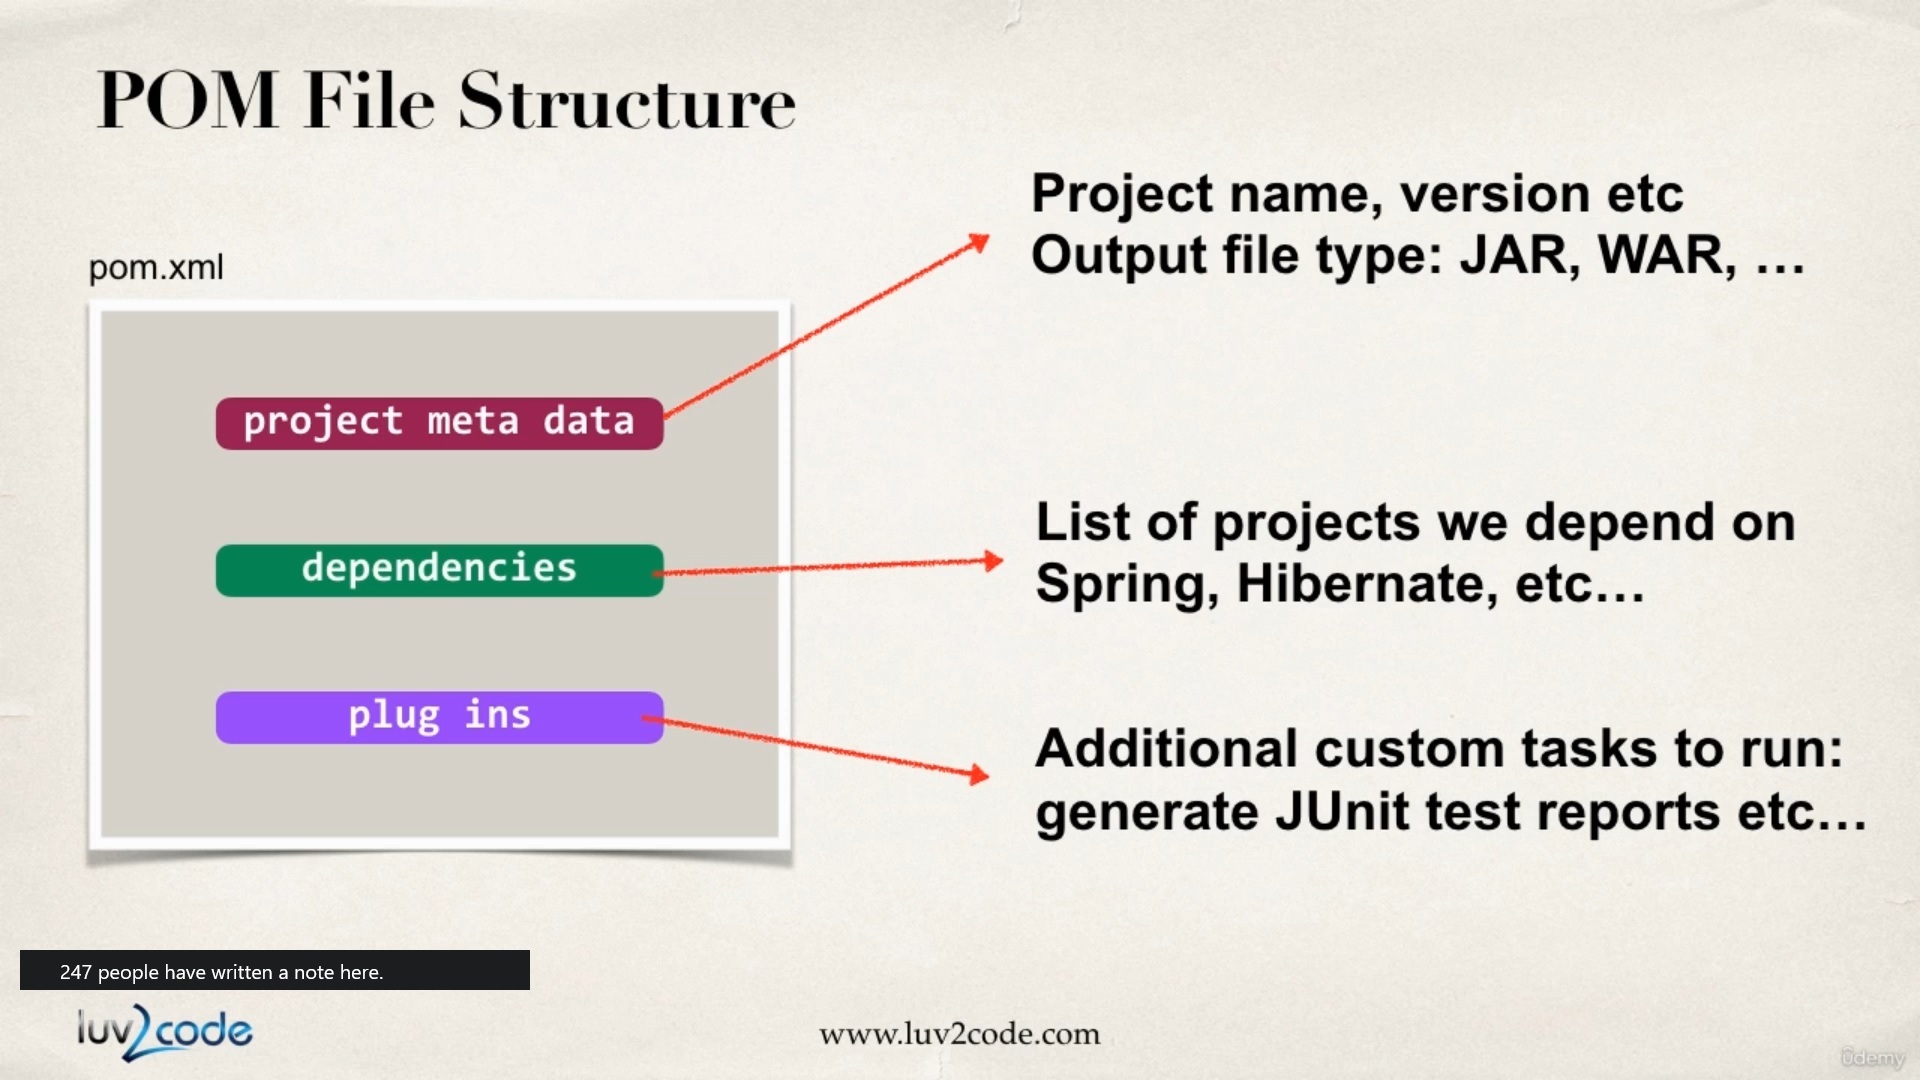 POM File Structure
pom.xml
project meta data
dependencies
plug ins
Project name, version etc
Output file type: JAR, WAR, …
List of projects we depend on
Spring, Hibernate, etc…
Additional custom tasks to run:
generate JUnit test reports etc…
247 people have written a note here.
luv2code
www.luv2code.com
ûdemy